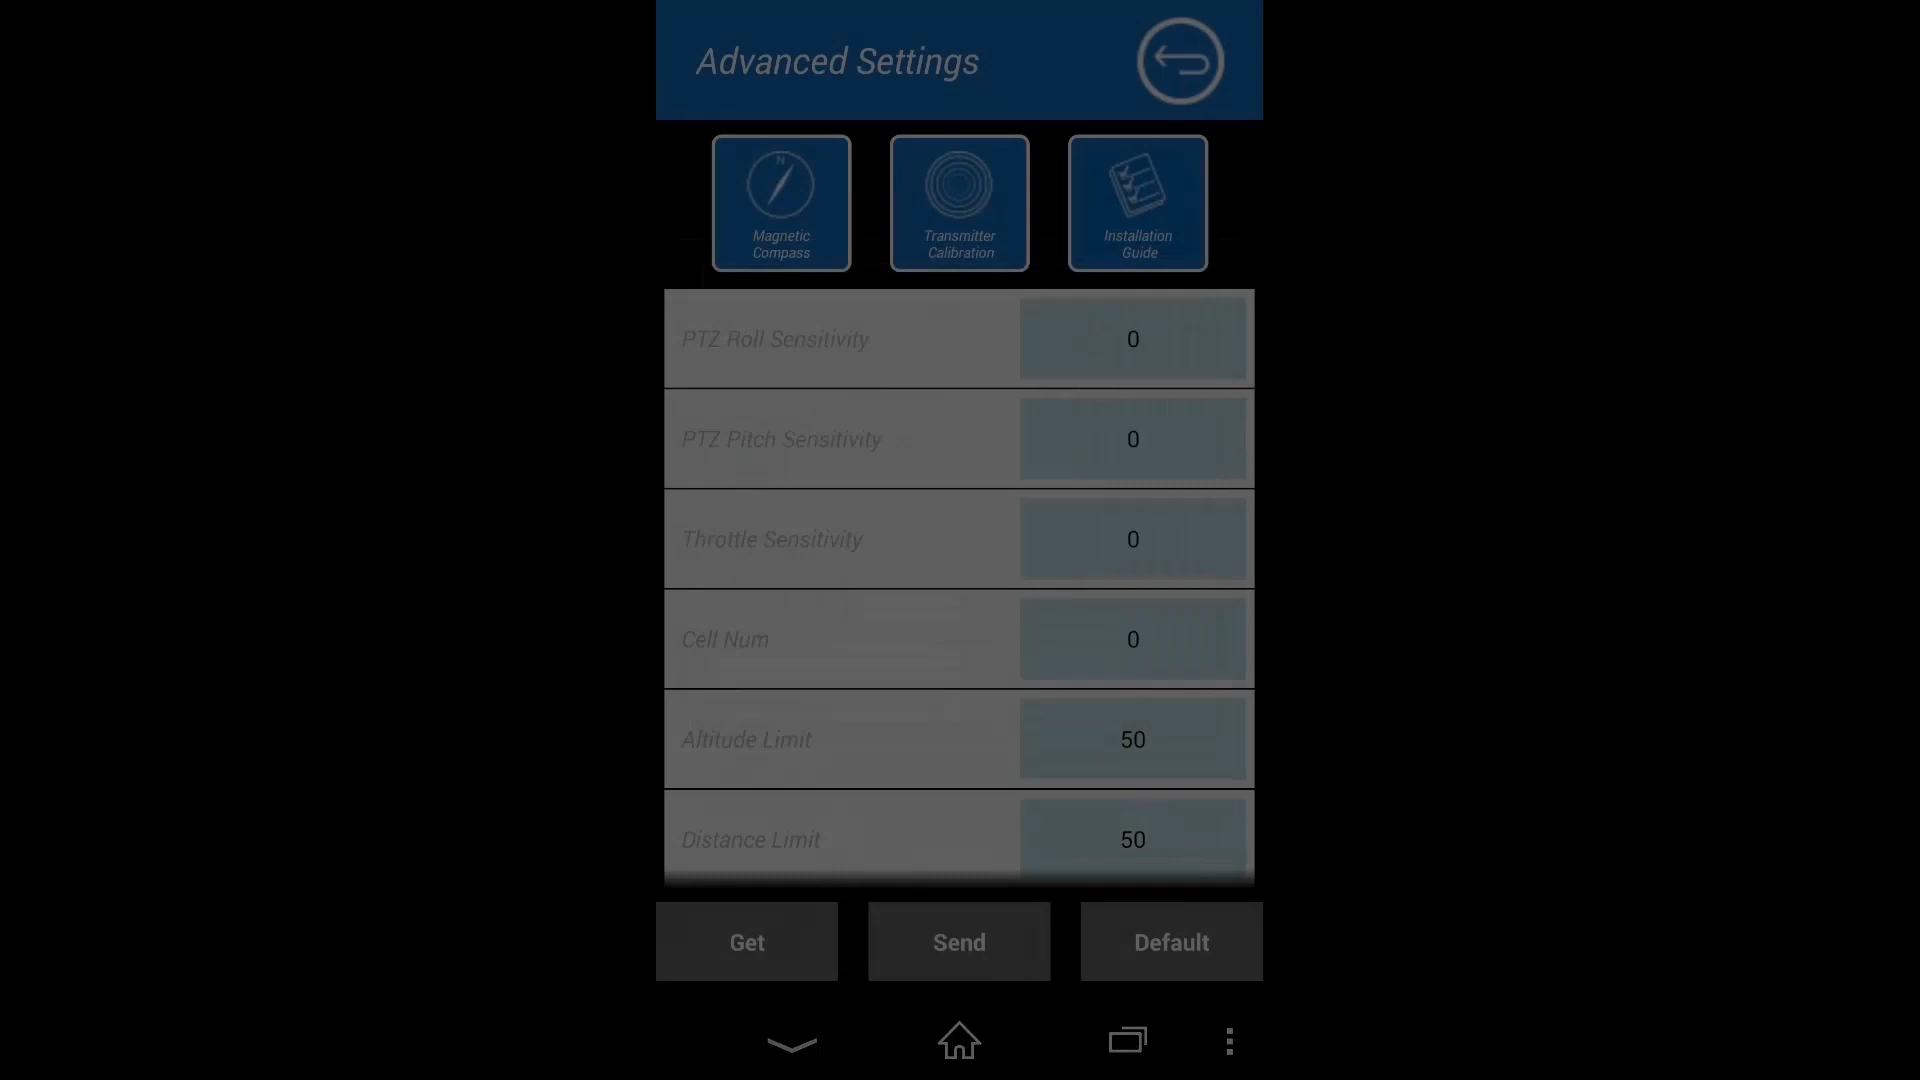 Advanced Settings
N
Magnetic
Compass
Transmitter
Calibration
Installation
Guide
PTZ Roll Sensitivity
0
PTZ Pitch Sensitivity
0
Throttle Sensitivity
0
Cell Num
0
Altitude Limit
50
Distance Limit
50
Get
Send
Default